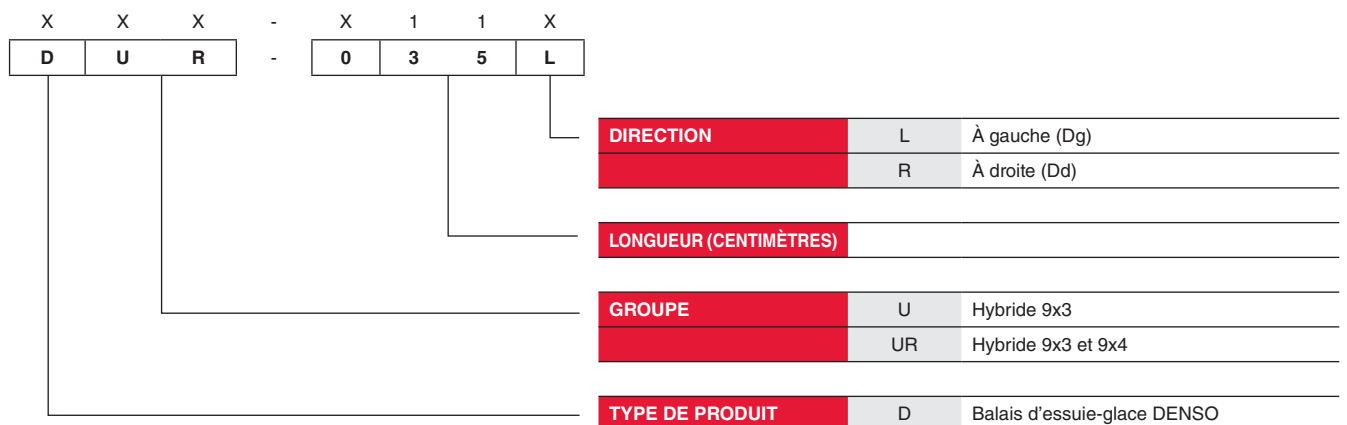 X X X - X 1 1 X
D U R - 0 3 5 L
DIRECTION L À gauche (Dg)
R À droite (Dd)
LONGUEUR (CENTIMÈTRES)
GROUPE U Hybride 9x3
UR Hybride 9x3 et 9x4
TYPE DE PRODUIT D Balais d'essuie-glace DENSO